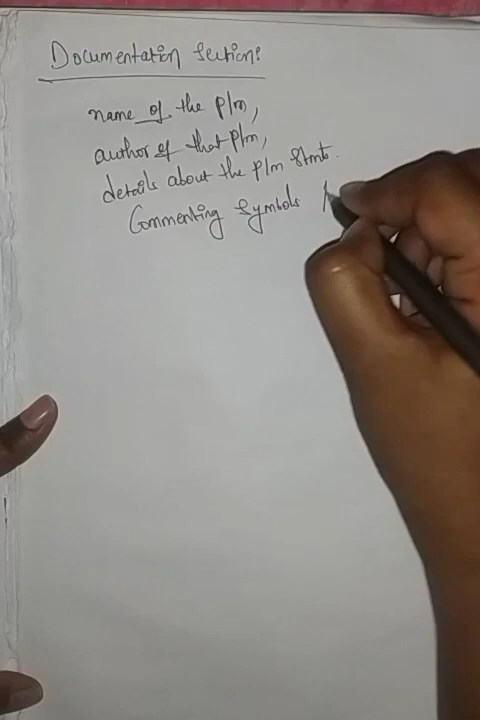 Documentation Section:
name of the p/m,
author of that p/m,
details about the p/m stmts.
Commenting symbols /